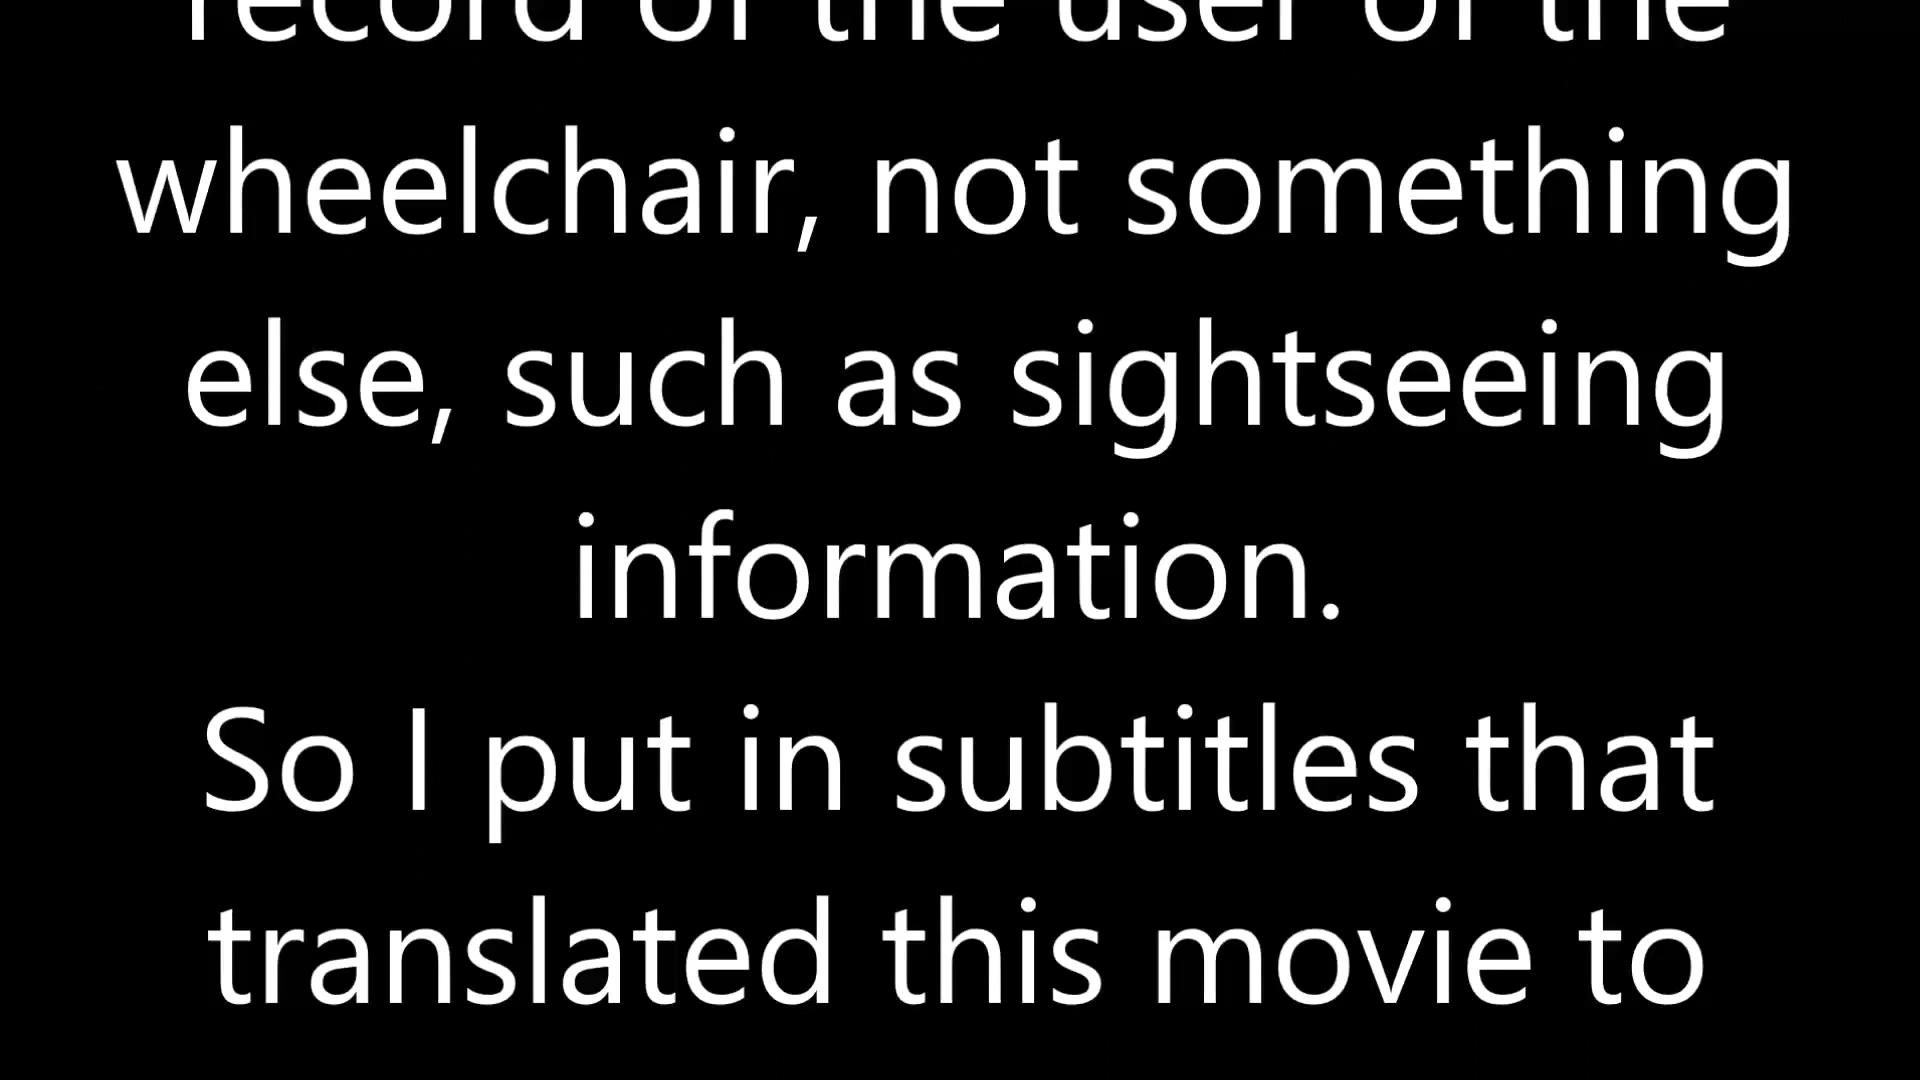 record of the user of the
wheelchair, not something
else, such as sightseeing
information.
So I put in subtitles that
translated this movie to